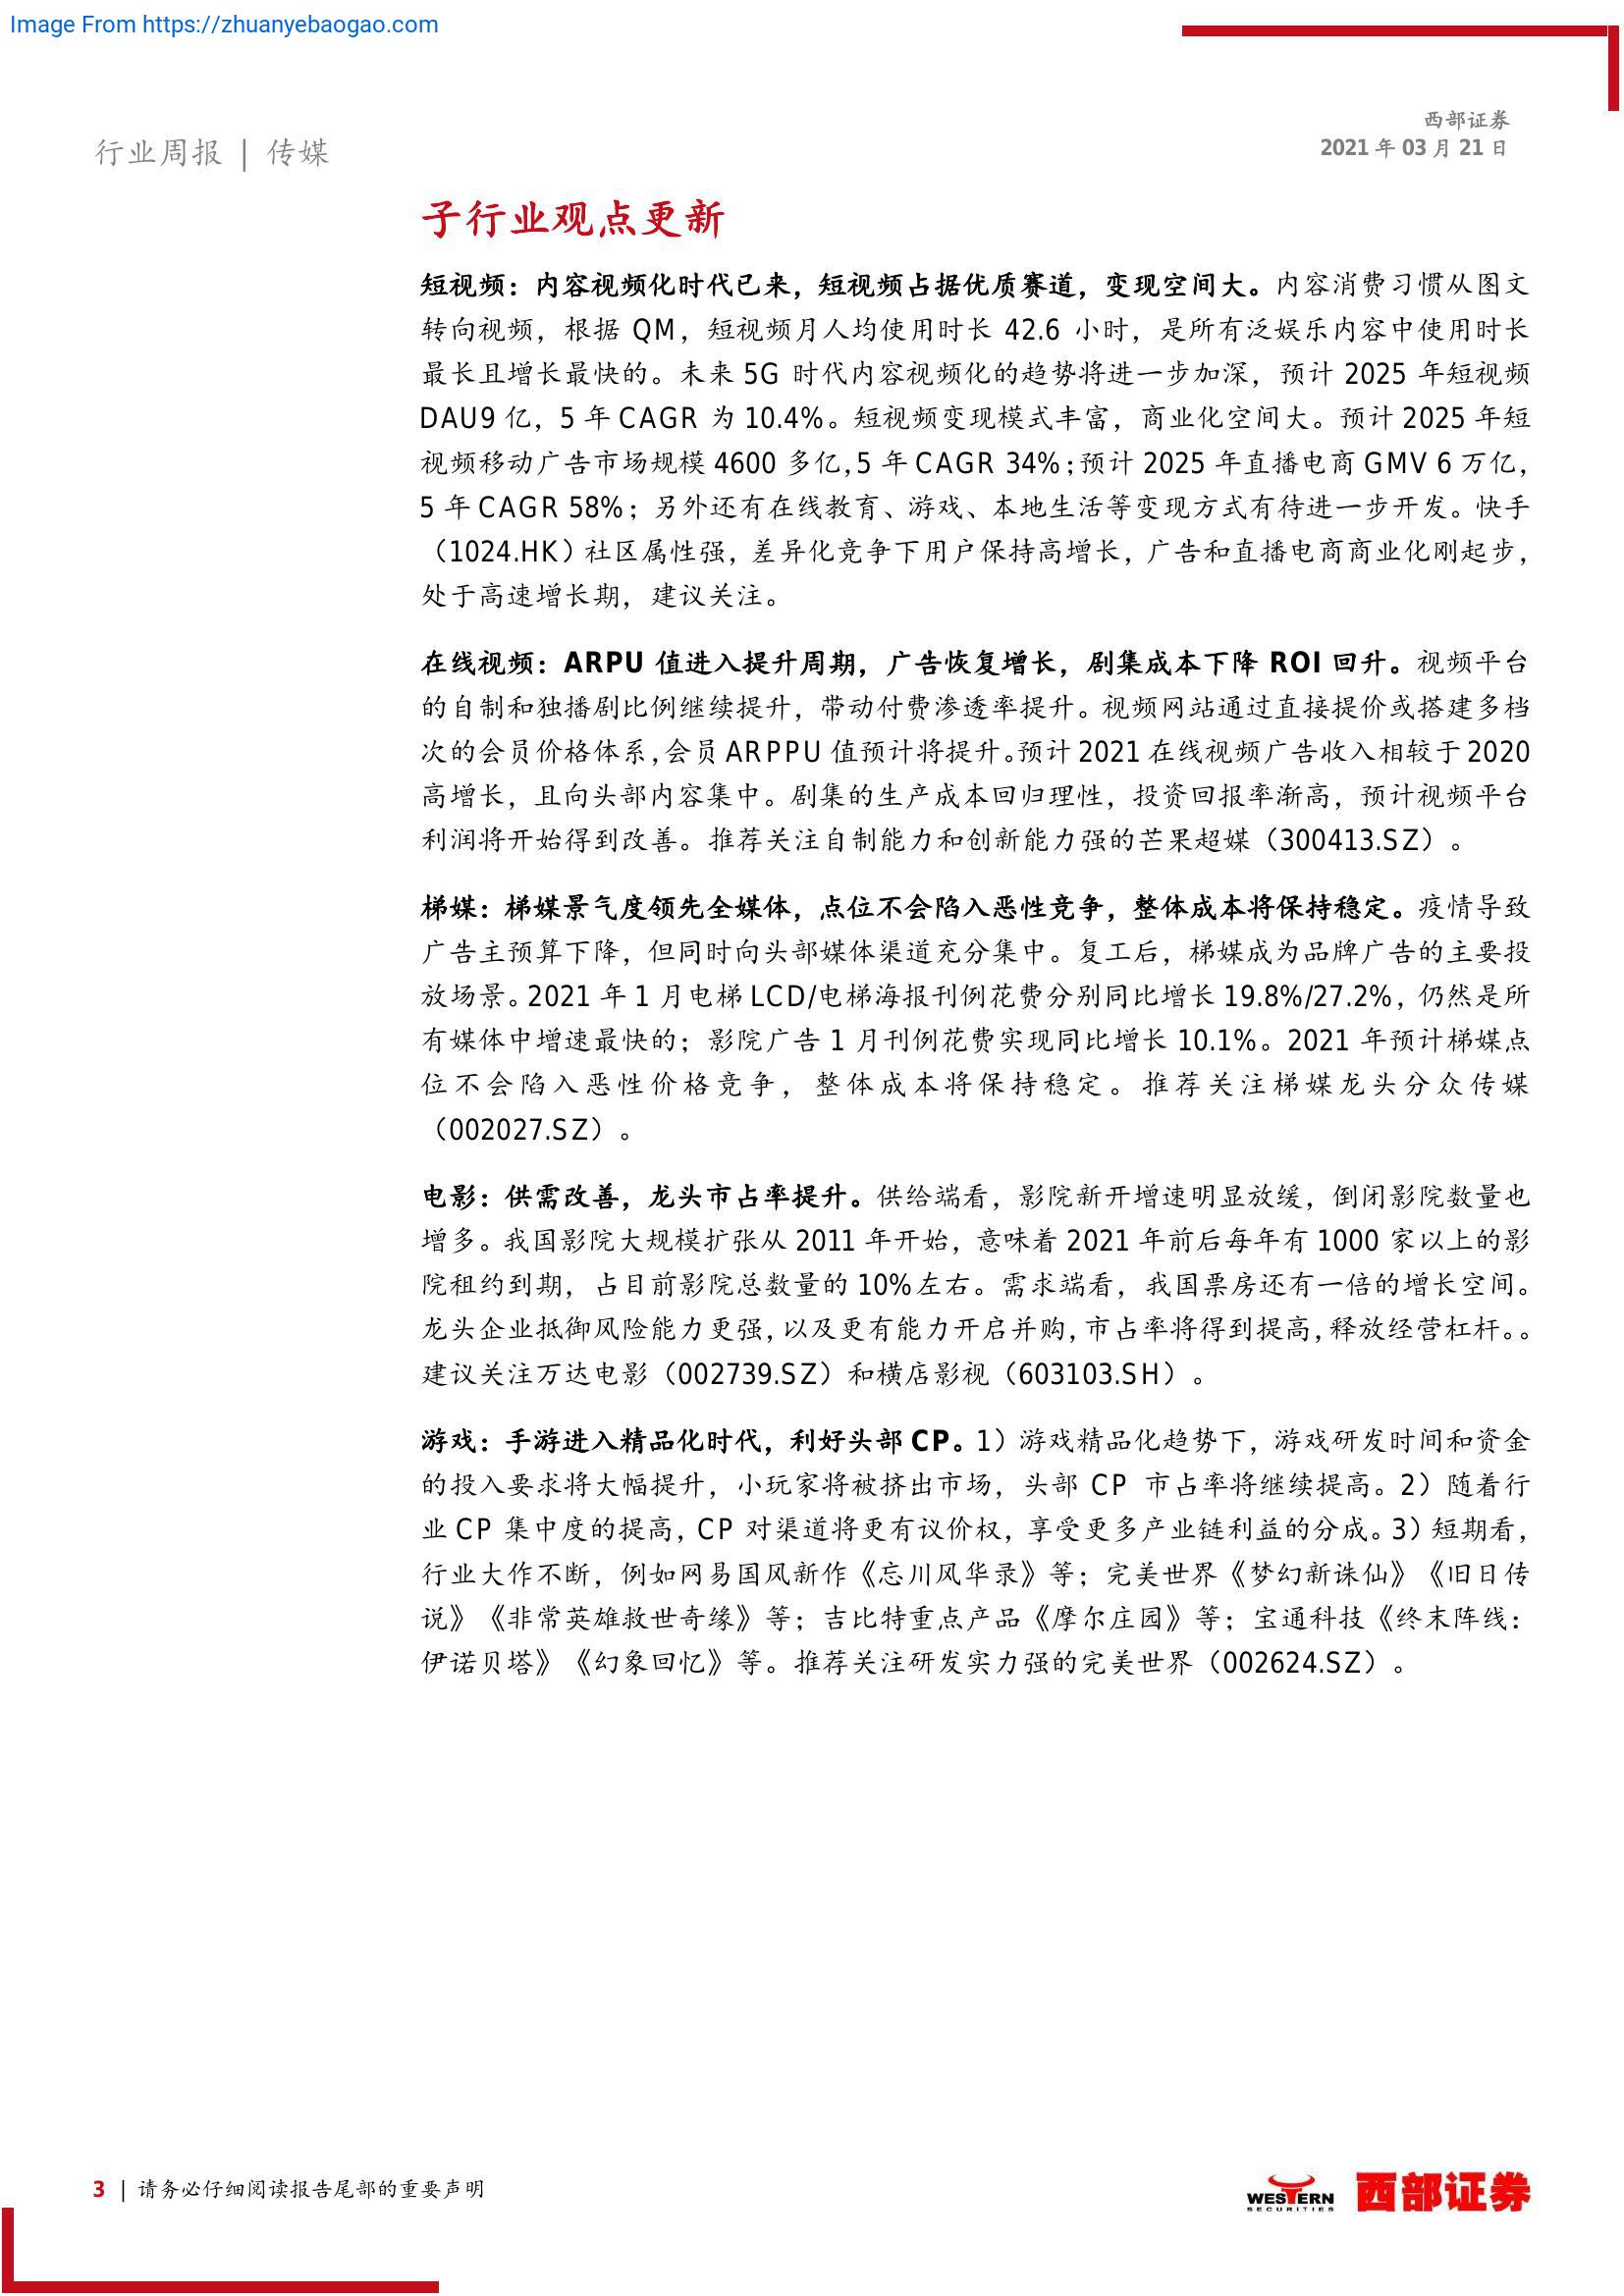 Image From https://zhuanyebaogao.com
西部证券
2021 年 03 月 21 日
行业周报 | 传媒
子行业观点更新
短视频：内容视频化时代已来，短视频占据优质赛道，变现空间大。内容消费习惯从图文
转向视频，根据 QM，短视频月人均使用时长 42.6 小时，是所有泛娱乐内容中使用时长
最长且增长最快的。未来 5G 时代内容视频化的趋势将进一步加深，预计 2025 年短视频
DAU9 亿，5 年 CAGR 为 10.4%。短视频变现模式丰富，商业化空间大。预计 2025 年短
视频移动广告市场规模 4600 多亿，5 年 CAGR 34%；预计 2025 年直播电商 GMV 6 万亿，
5 年 CAGR 58%；另外还有在线教育、游戏、本地生活等变现方式有待进一步开发。快手
（1024.HK）社区属性强，差异化竞争下用户保持高增长，广告和直播电商商业化刚起步，
处于高速增长期，建议关注。
在线视频：ARPU 值进入提升周期，广告恢复增长，剧集成本下降 ROI 回升。视频平台
的自制和独播剧比例继续提升，带动付费渗透率提升。视频网站通过直接提价或搭建多档
次的会员价格体系，会员 ARPPU 值预计将提升。预计 2021 在线视频广告收入相较于 2020
高增长，且向头部内容集中。剧集的生产成本回归理性，投资回报率渐高，预计视频平台
利润将开始得到改善。推荐关注自制能力和创新能力强的芒果超媒（300413.SZ）。
梯媒：梯媒景气度领先全媒体，点位不会陷入恶性竞争，整体成本将保持稳定。疫情导致
广告主预算下降，但同时向头部媒体渠道充分集中。复工后，梯媒成为品牌广告的主要投
放场景。2021 年 1 月电梯 LCD/电梯海报刊例花费分别同比增长 19.8%/27.2%，仍然是所
有媒体中增速最快的；影院广告 1 月刊例花费实现同比增长 10.1%。2021 年预计梯媒点
位不会陷入恶性价格竞争，整体成本将保持稳定。推荐关注梯媒龙头分众传媒
（002027.SZ）。
电影：供需改善，龙头市占率提升。供给端看，影院新开增速明显放缓，倒闭影院数量也
增多。我国影院大规模扩张从 2011 年开始，意味着 2021 年前后每年有 1000 家以上的影
院租约到期，占目前影院总数量的 10%左右。需求端看，我国票房还有一倍的增长空间。
龙头企业抵御风险能力更强，以及更有能力开启并购，市占率将得到提高，释放经营杠杆。。
建议关注万达电影（002739.SZ）和横店影视（603103.SH）。
游戏：手游进入精品化时代，利好头部 CP。1）游戏精品化趋势下，游戏研发时间和资金
的投入要求将大幅提升，小玩家将被挤出市场，头部 CP 市占率将继续提高。2）随着行
业 CP 集中度的提高，CP 对渠道将更有议价权，享受更多产业链利益的分成。3）短期看，
行业大作不断，例如网易国风新作《忘川风华录》等；完美世界《梦幻新诛仙》《旧日传
说》《非常英雄救世奇缘》等；吉比特重点产品《摩尔庄园》等；宝通科技《终末阵线：
伊诺贝塔》《幻象回忆》等。推荐关注研发实力强的完美世界（002624.SZ）。
3 | 请务必仔细阅读报告尾部的重要声明
WESTERN
SECURITIES
西部证券